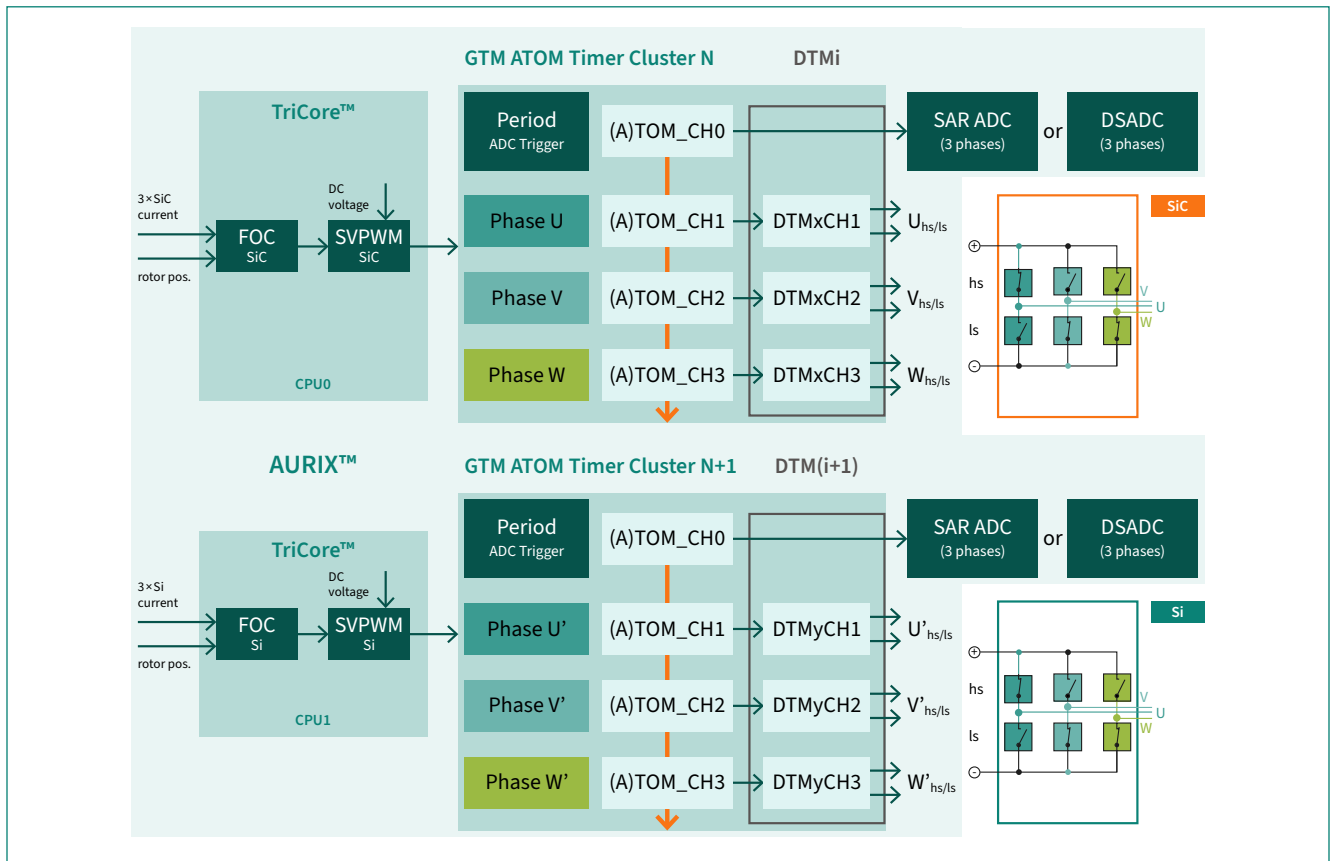 GTM ATOM Timer Cluster N
DTMi
TriCore™
Period
ADC Trigger
(A)TOM_CH0
SAR ADC
(3 phases)
or
DSADC
(3 phases)
3×SiC
current
DC
voltage
FOC
SiC
SVPWM
SiC
rotor pos.
CPU0
Phase U
(A)TOM_CH1
DTMxCH1
U hs/ls
Phase V
(A)TOM_CH2
DTMxCH2
V hs/ls
Phase W
(A)TOM_CH3
DTMxCH3
W hs/ls
SiC
+
hs
V
U
W
ls
-
AURIX™
GTM ATOM Timer Cluster N+1
DTM(i+1)
TriCore™
Period
ADC Trigger
(A)TOM_CH0
SAR ADC
(3 phases)
or
DSADC
(3 phases)
3×Si
current
DC
voltage
FOC
Si
SVPWM
Si
rotor pos.
CPU1
Phase U’
(A)TOM_CH1
DTMyCH1
U’ hs/ls
Phase V’
(A)TOM_CH2
DTMyCH2
V’ hs/ls
Phase W’
(A)TOM_CH3
DTMyCH3
W’ hs/ls
Si
+
hs
V
U
W
ls
-